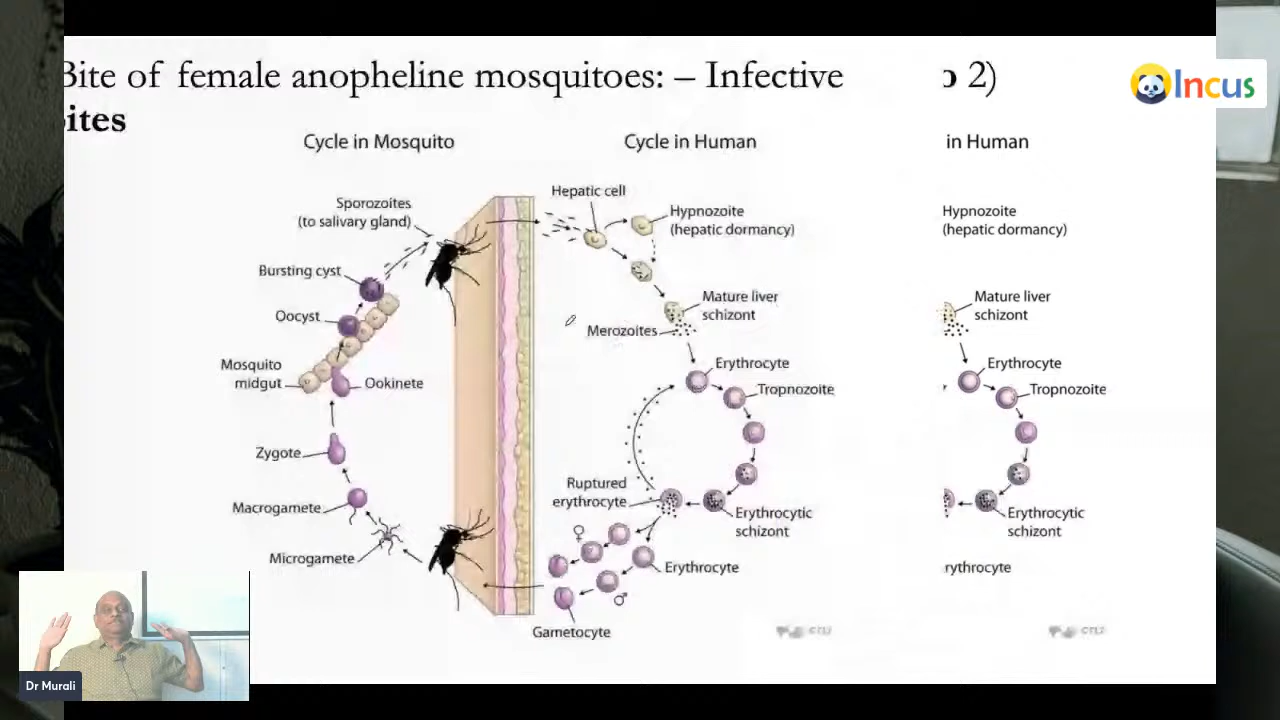 Bite of female anopheline mosquitoes: – Infective
2)
ites
Incus
Cycle in Mosquito
Cycle in Human
in Human
Sporozoites
(to salivary gland)
Bursting cyst
Oocyst
Mosquito
midgut
Ookinete
Zygote
Macrogamete
Microgamete
Hepatic cell
Hypnozoite
(hepatic dormancy)
Mature liver
schizont
Merozoites
Erythrocyte
Tropnozoite
Ruptured
erythrocyte
Erythrocytic
schizont
Erythrocyte
Gametocyte
♀
♂
Hypnozoite
(hepatic dormancy)
Mature liver
schizont
Erythrocyte
Tropnozoite
Erythrocytic
schizont
rythrocyte
Dr Murali